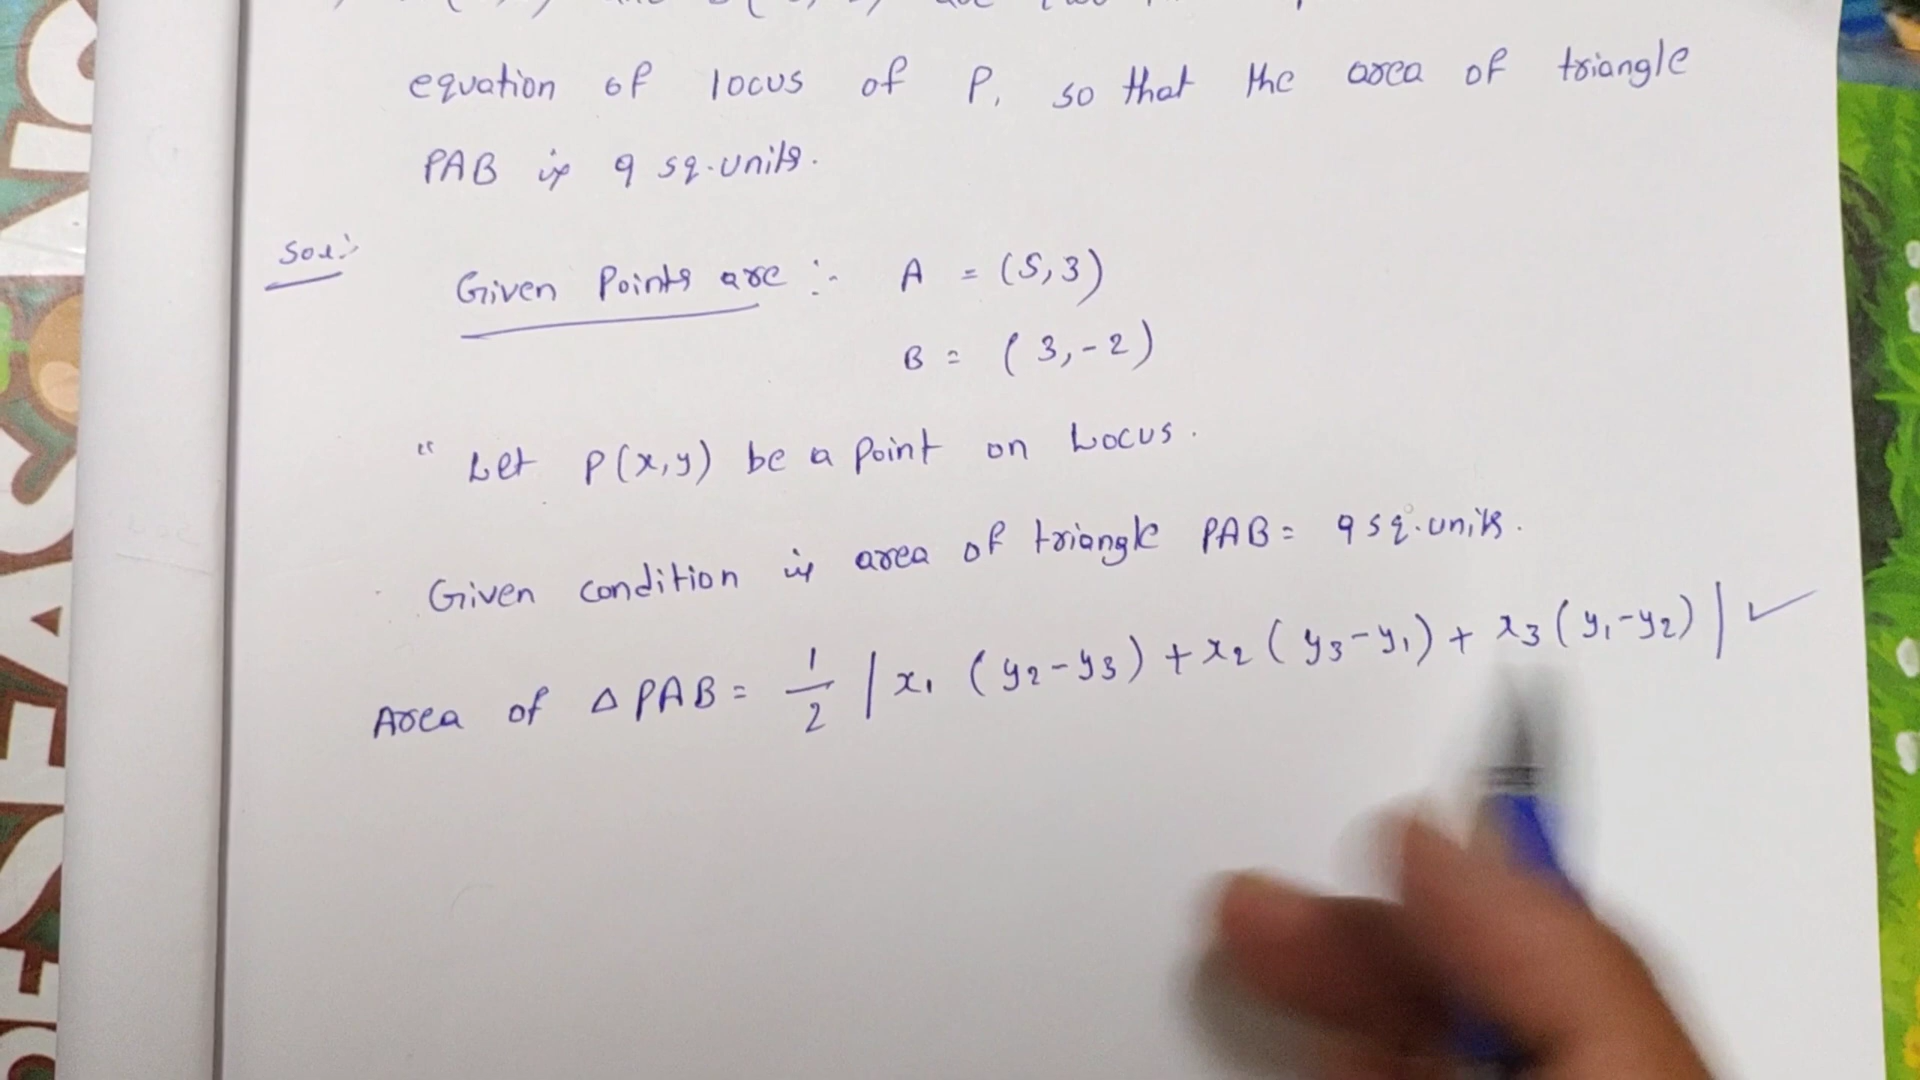 equation of locus of P, so that the area of triangle
PAB is 9 sq.units.
Sol:-
Given Points are :- A = (5,3)
B = (3,-2)
" Let P(x,y) be a point on Locus.
Given condition is area of triangle PAB = 9 sq.units.
Area of △PAB = 1/2 | x₁ (y₂-y₃) + x₂ (y₃-y₁) + x₃ (y₁-y₂) | ✓